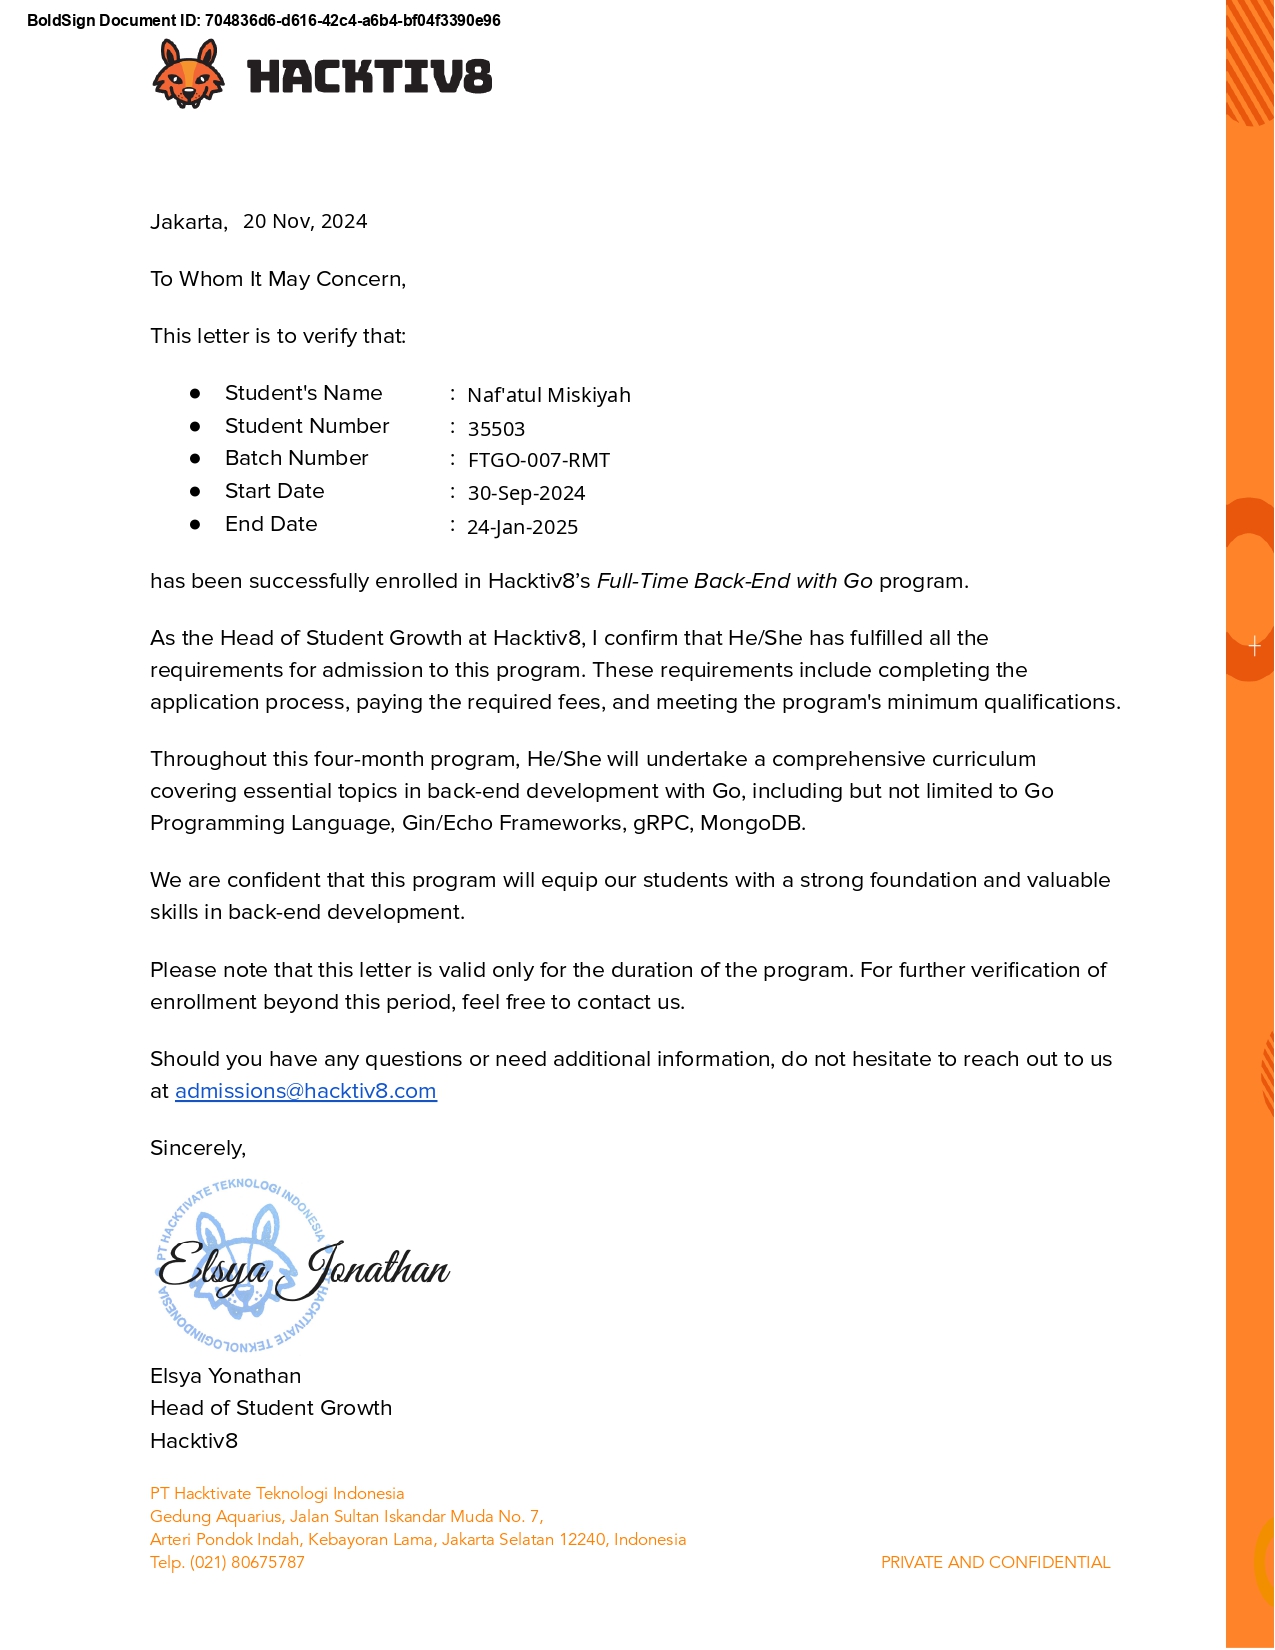 BoldSign Document ID: 704836d6-d616-42c4-a6b4-bf04f3390e96
HACKTIV8
Jakarta, 20 Nov, 2024
To Whom It May Concern,
This letter is to verify that:
● Student's Name : Naf'atul Miskiyah
● Student Number : 35503
● Batch Number : FTGO-007-RMT
● Start Date : 30-Sep-2024
● End Date : 24-Jan-2025
has been successfully enrolled in Hacktiv8’s Full-Time Back-End with Go program.
As the Head of Student Growth at Hacktiv8, I confirm that He/She has fulfilled all the
requirements for admission to this program. These requirements include completing the
application process, paying the required fees, and meeting the program's minimum qualifications.
Throughout this four-month program, He/She will undertake a comprehensive curriculum
covering essential topics in back-end development with Go, including but not limited to Go
Programming Language, Gin/Echo Frameworks, gRPC, MongoDB.
We are confident that this program will equip our students with a strong foundation and valuable
skills in back-end development.
Please note that this letter is valid only for the duration of the program. For further verification of
enrollment beyond this period, feel free to contact us.
Should you have any questions or need additional information, do not hesitate to reach out to us
at admissions@hacktiv8.com
Sincerely,
PT HACKTIVATE TEKNOLOGI INDONESIA
PT HACKTIVATE TEKNOLOGIINDONESIA
Elsya Jonathan
Elsya Yonathan
Head of Student Growth
Hacktiv8
PT Hacktivate Teknologi Indonesia
Gedung Aquarius, Jalan Sultan Iskandar Muda No. 7,
Arteri Pondok Indah, Kebayoran Lama, Jakarta Selatan 12240, Indonesia
Telp. (021) 80675787
PRIVATE AND CONFIDENTIAL